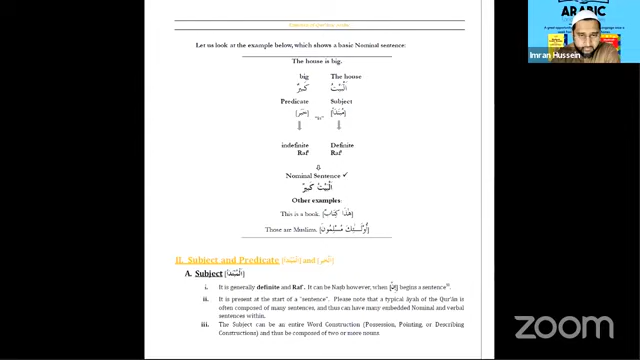 Let us look at the example below, which shows a basic Nominal sentence:
The house is big.
big The house
كَبِيرٌ اَلْبَيْتُ
Predicate Subject
[خَبَر] "is" [مُبْتَدَأ]
indefinite Definite
Raf' Raf'
Nominal Sentence ✓
اَلْبَيْتُ كَبِيرٌ
Other examples:
This is a book. [هَذَا كِتَابٌ]
Those are Muslims. [أُولَـئِكَ مُسْلِمُونَ]
II. Subject and Predicate [اَلْمُبْتَدَأ] and [اَلْخَبَر]
A. Subject [اَلْمُبْتَدَأ]
i. It is generally definite and Raf'. It can be Naṣb however, when [إِنَّ] begins a "sentence".
ii. It is present at the start of a "sentence". Please note that a typical āyah of the Qur'ān is
often composed of many sentences, and thus can have many embedded Nominal and verbal
sentences within.
iii. The Subject can be an entire Word Construction (Possession, Pointing, or Describing
Constructions) and thus be composed of two or more nouns.
ARABIC
Imran Hussein
zoom